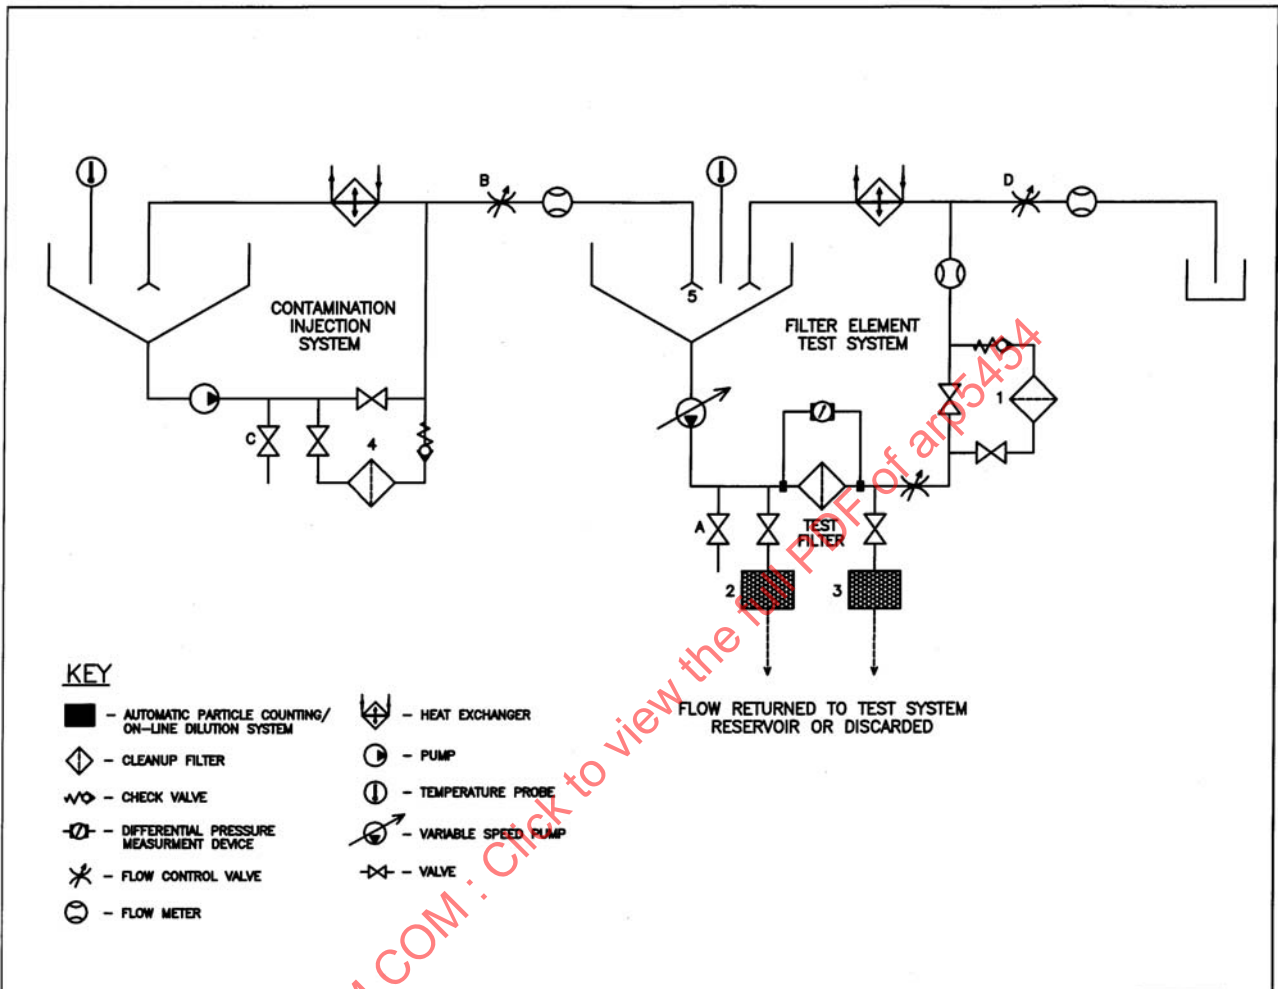 B
D
5
CONTAMINATION
INJECTION
SYSTEM
FILTER ELEMENT
TEST SYSTEM
1
C
4
A
TEST
FILTER
2
3
FLOW RETURNED TO TEST SYSTEM
RESERVOIR OR DISCARDED
KEY
- AUTOMATIC PARTICLE COUNTING/
ON-LINE DILUTION SYSTEM
- CLEANUP FILTER
- CHECK VALVE
- DIFFERENTIAL PRESSURE
MEASURMENT DEVICE
- FLOW CONTROL VALVE
- FLOW METER
- HEAT EXCHANGER
- PUMP
- TEMPERATURE PROBE
- VARIABLE SPEED PUMP
- VALVE
COM : Click to view the full PDF of arp5454